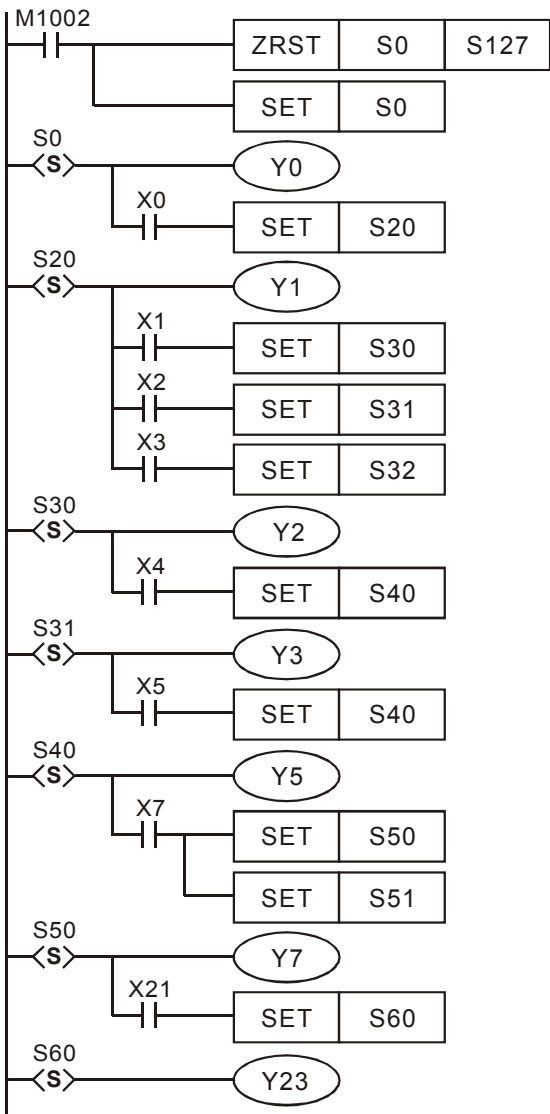 M1002
ZRST S0 S127
SET S0
S0
S Y0
X0
SET S20
S20
S Y1
X1
SET S30
X2
SET S31
X3
SET S32
S30
S Y2
X4
SET S40
S31
S Y3
X5
SET S40
S40
S Y5
X7
SET S50
SET S51
S50
S Y7
X21
SET S60
S60
S Y23